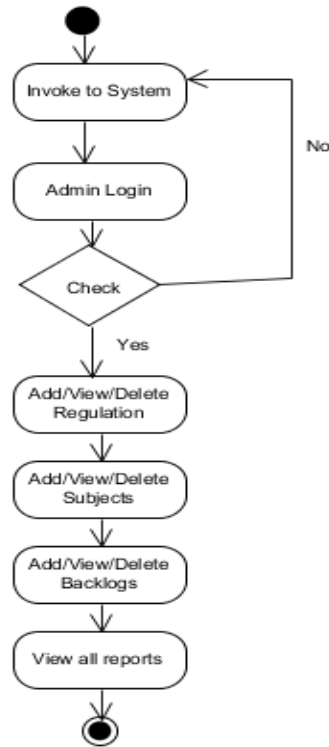 Invoke to System
No
Admin Login
Check
Yes
Add/View/Delete
Regulation
Add/View/Delete
Subjects
Add/View/Delete
Backlogs
View all reports